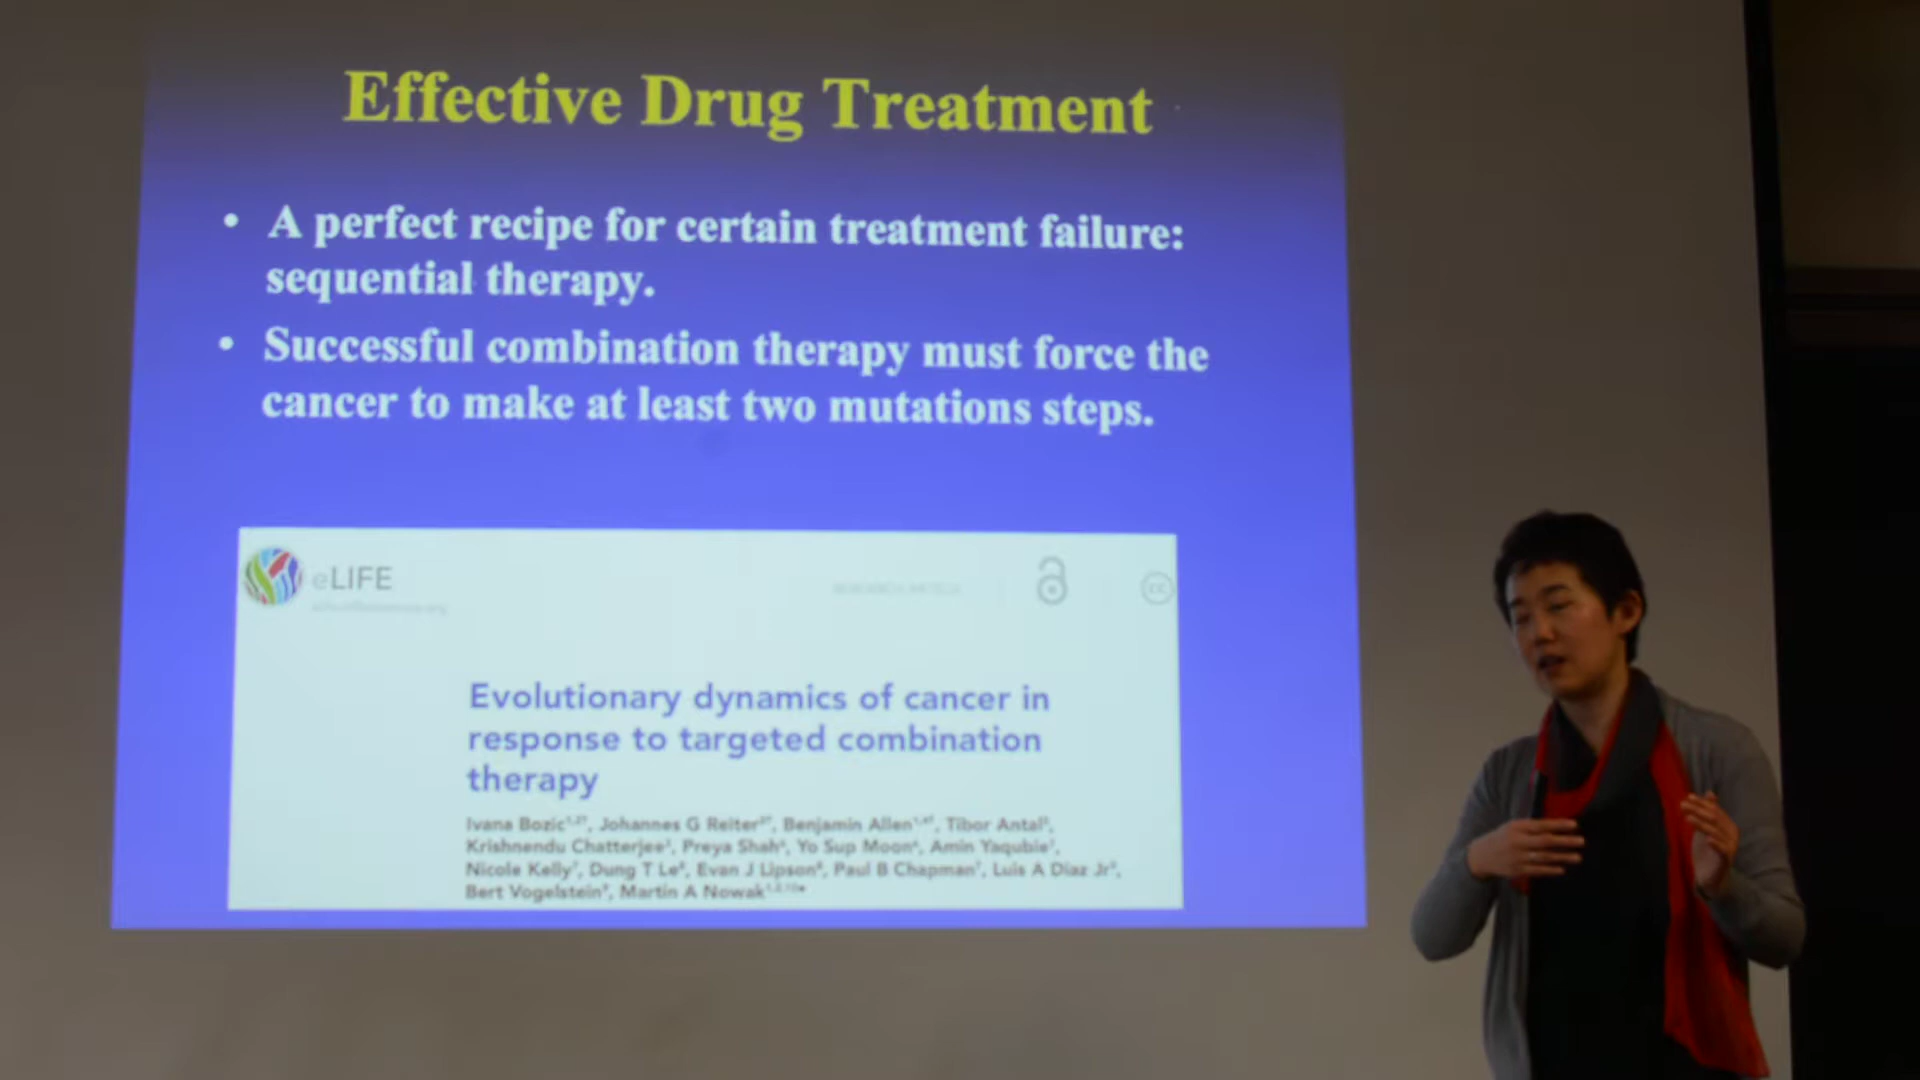 Effective Drug Treatment
• A perfect recipe for certain treatment failure:
sequential therapy.
• Successful combination therapy must force the
cancer to make at least two mutations steps.
eLIFE
Evolutionary dynamics of cancer in
response to targeted combination
therapy
Ivana Bozic, Johannes G Reiter, Benjamin Allen, Tibor Antal,
Krishnendu Chatterjee, Preya Shah, Yo Sup Moon, Amin Yaqubie,
Nicole Kelly, Dung T Le, Evan J Lipson, Paul B Chapman, Luis A Diaz Jr,
Bert Vogelstein, Martin A Nowak